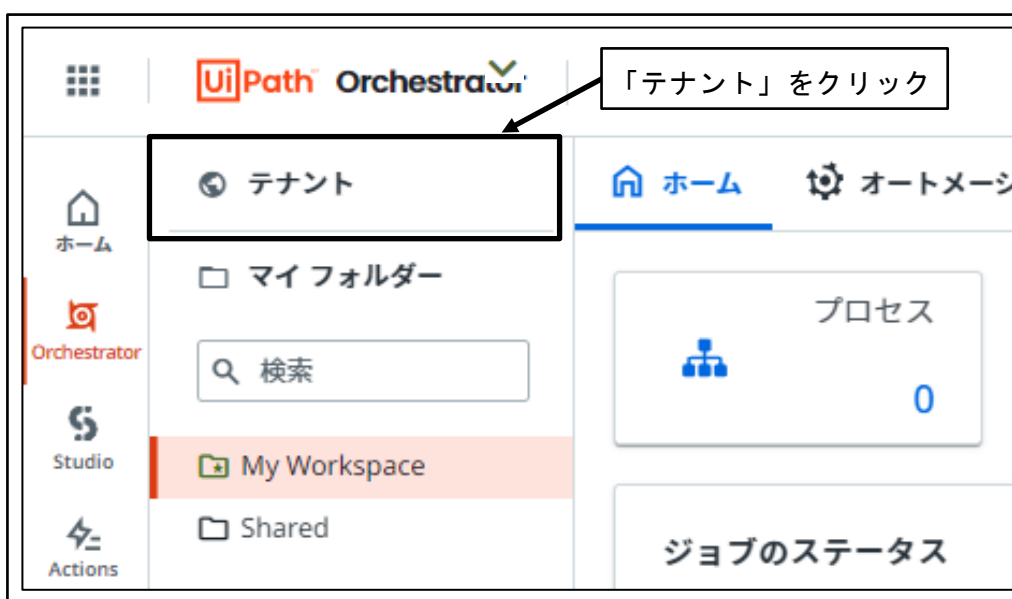 UiPath Orchestrator
「テナント」をクリック
テナント
ホーム
オートメーシ
ホーム
マイ フォルダー
プロセス
Orchestrator
検索
0
Studio
My Workspace
Shared
ジョブのステータス
Actions